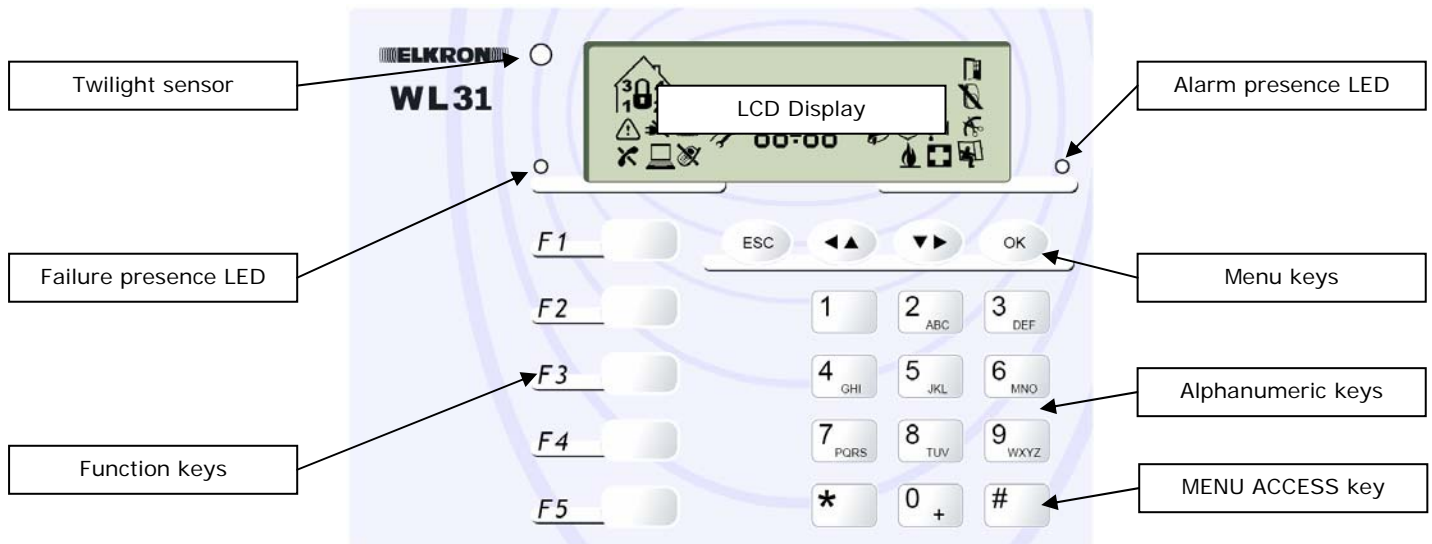 ELKRON
WL31
Twilight sensor
LCD Display
Alarm presence LED
3
1
00:00
Failure presence LED
Menu keys
Function keys
Alphanumeric keys
MENU ACCESS key
F1
F2
F3
F4
F5
ESC ◀▲ ▼▶ OK
1 2 ABC 3 DEF
4 GHI 5 JKL 6 MNO
7 PQRS 8 TUV 9 WXYZ
* 0 + #